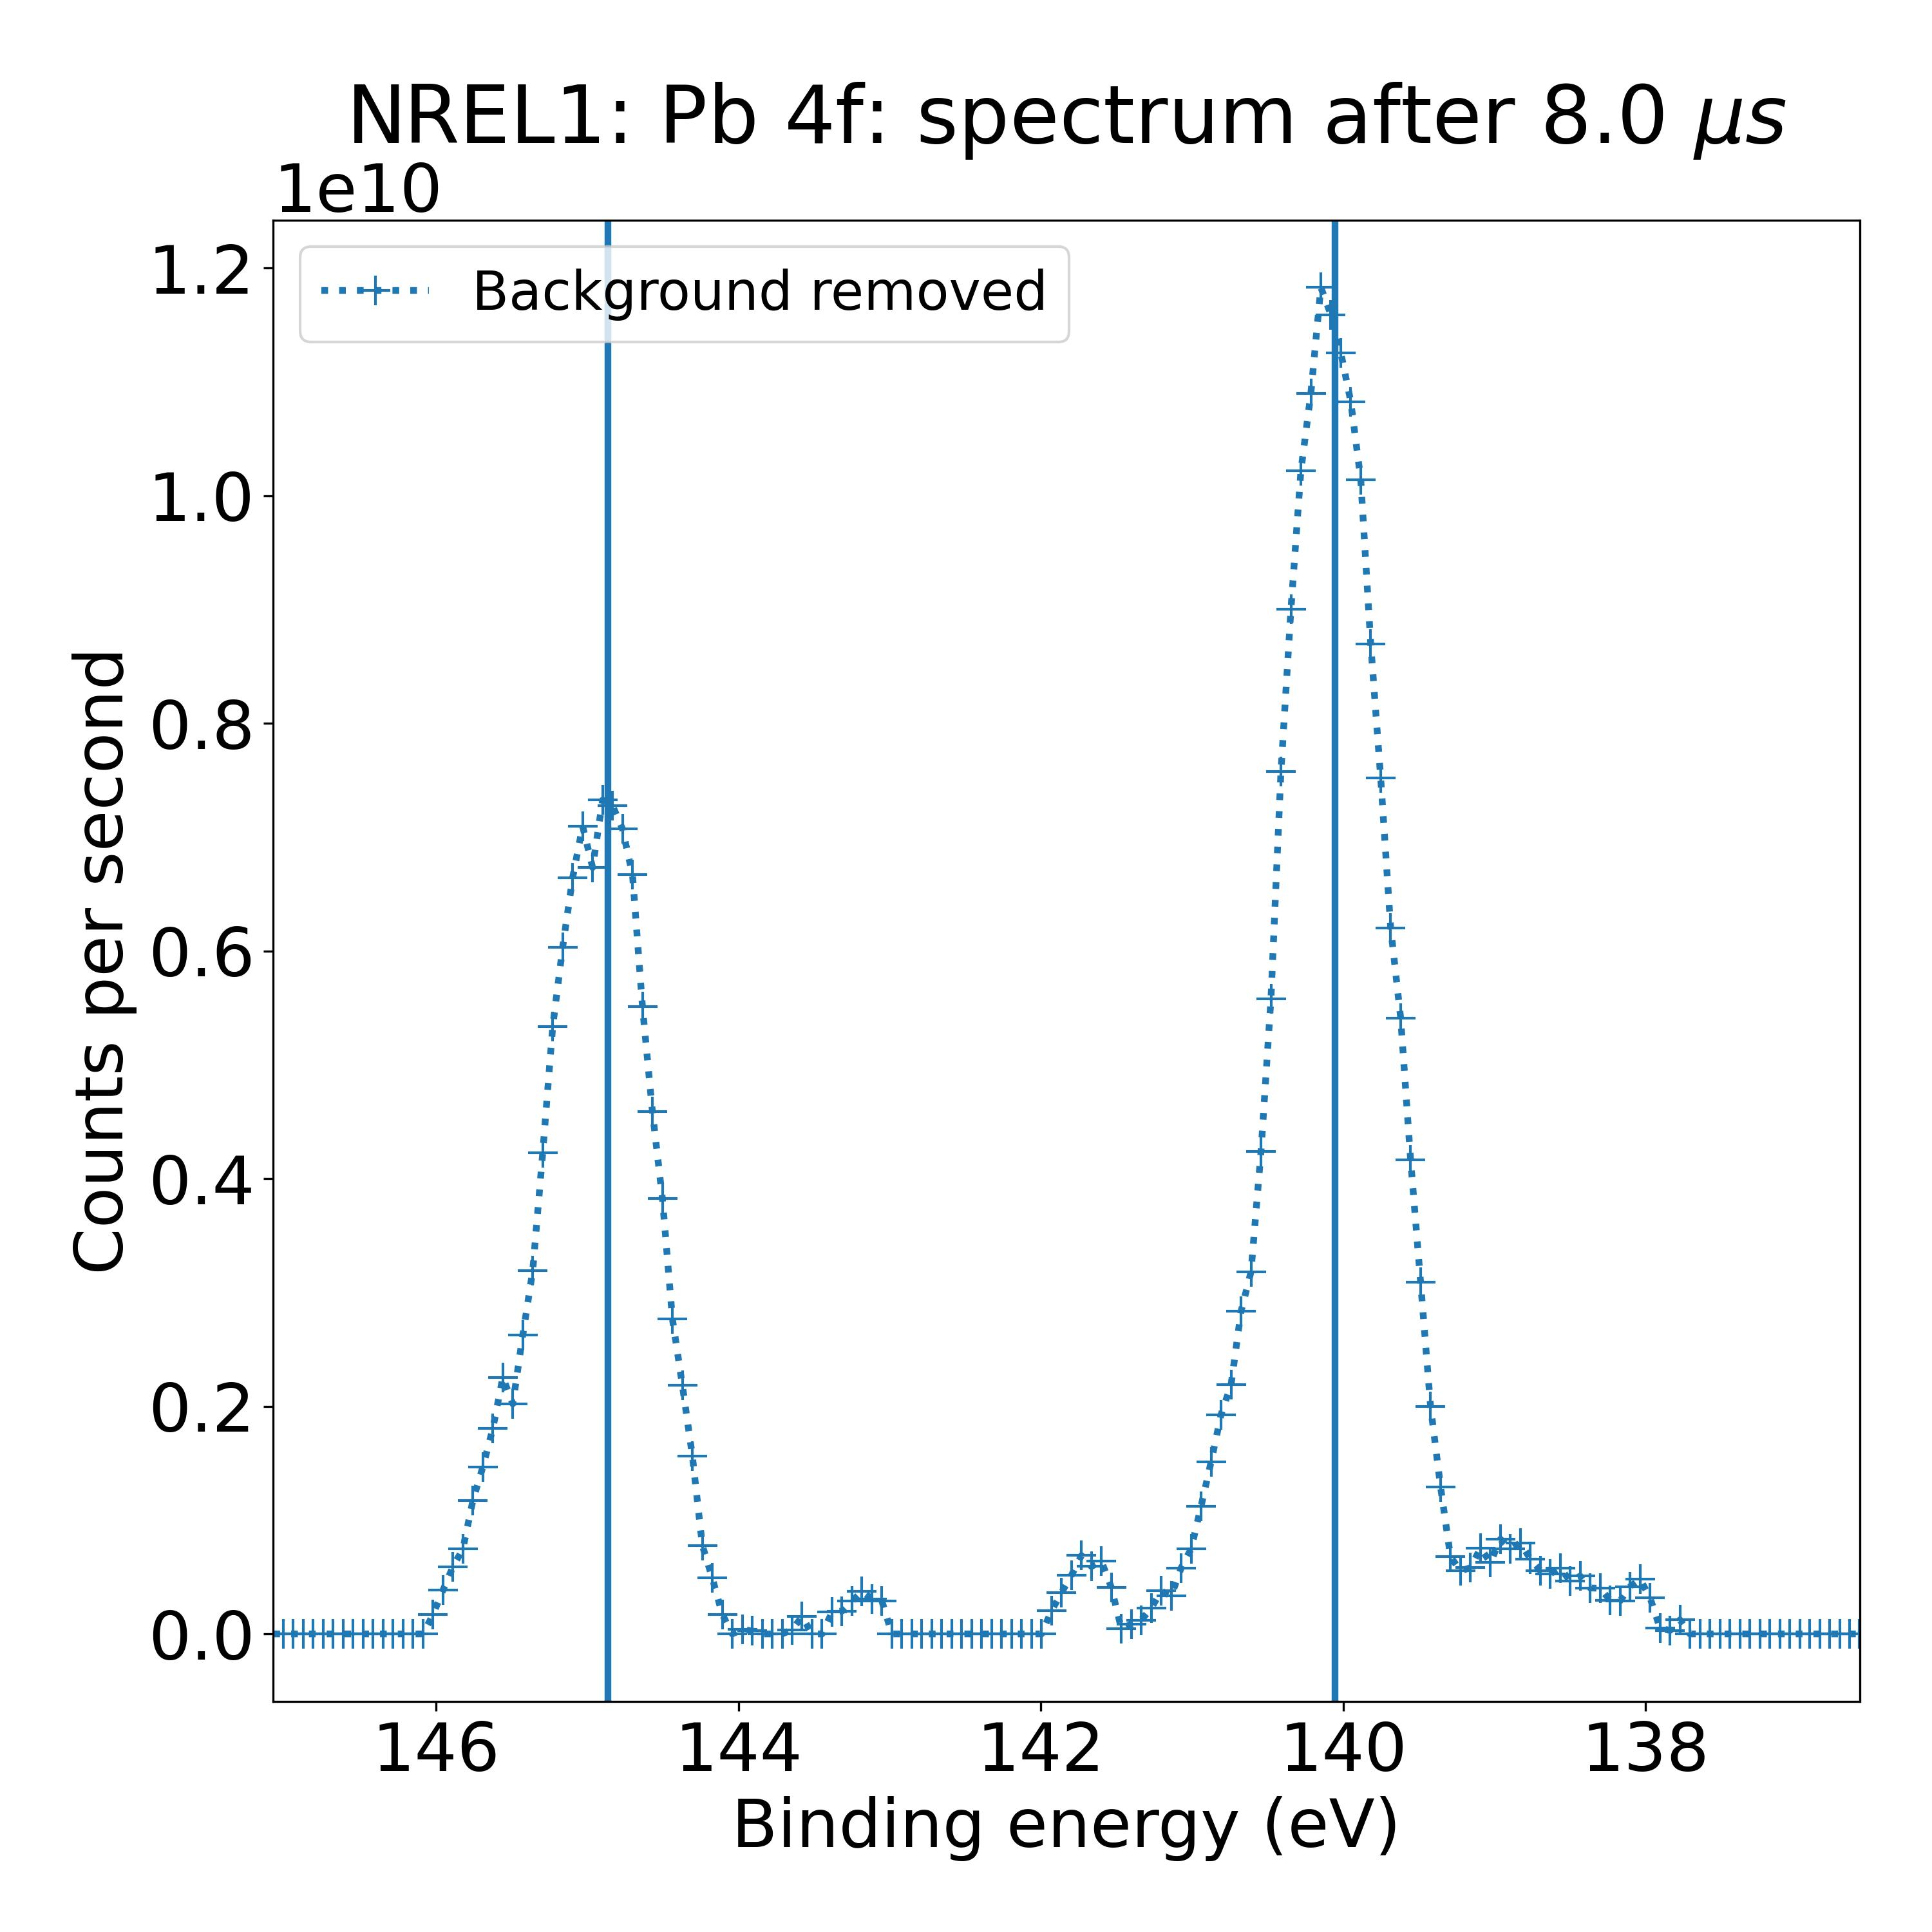 NREL1: Pb 4f: spectrum after 8.0 μs
1e10
Background removed
1.2
1.0
0.8
0.6
0.4
0.2
0.0
Counts per second
146 144 142 140 138
Binding energy (eV)